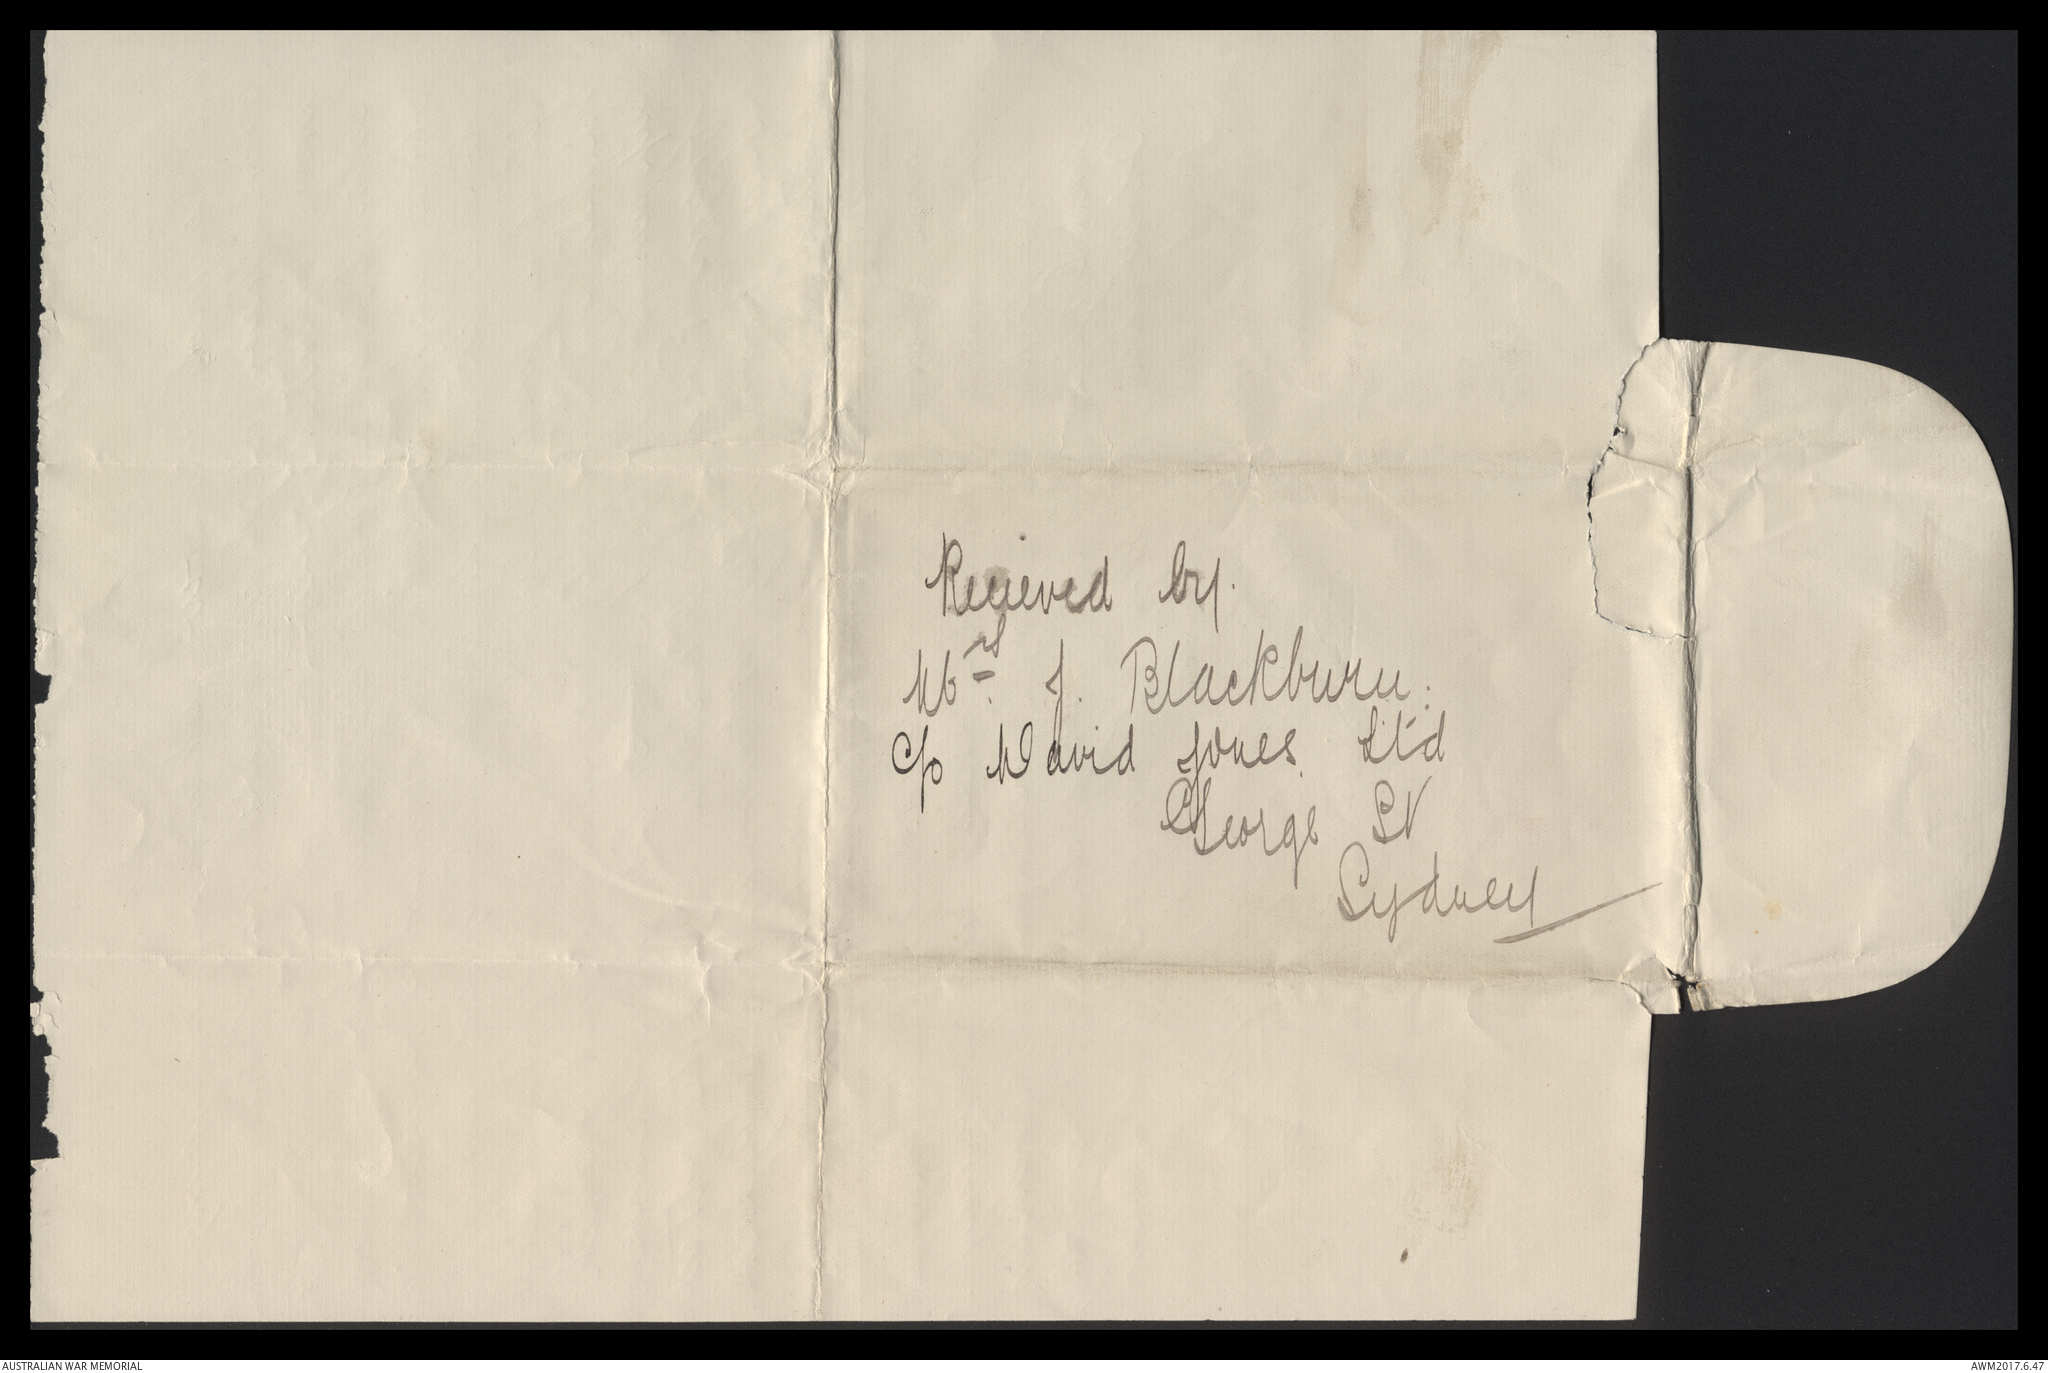 Recieved by.
Mrs. J. Blackburn.
c/o David Jones Ltd
George St
Sydney
AUSTRALIAN WAR MEMORIAL
AWM2017.6.47